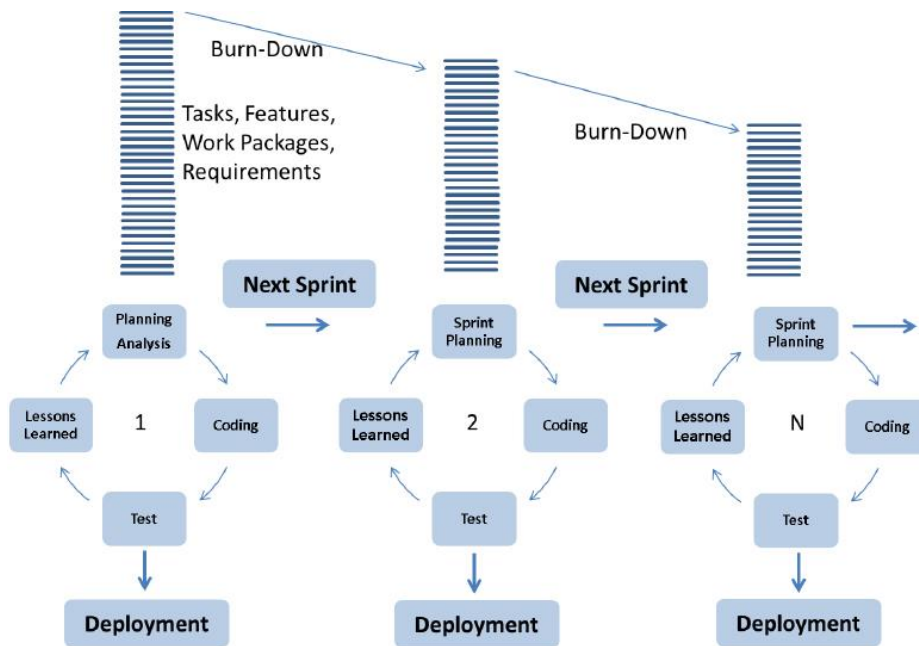 Burn-Down
Tasks, Features,
Work Packages,
Requirements
Burn-Down
Next Sprint
Next Sprint
Planning
Analysis
Lessons
Learned
1
Coding
Test
Deployment
Sprint
Planning
Lessons
Learned
2
Coding
Test
Deployment
Sprint
Planning
Lessons
Learned
N
Coding
Test
Deployment